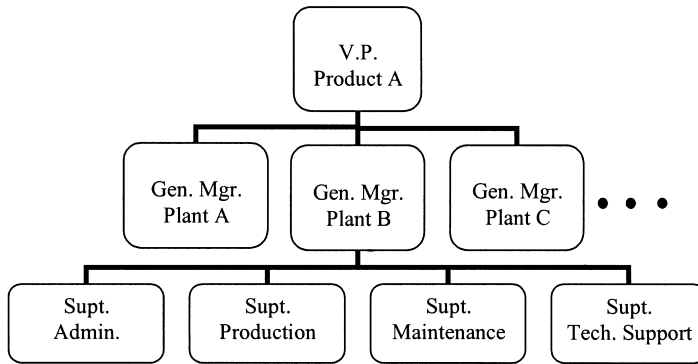 V.P.
Product A
Gen. Mgr.
Plant A
Gen. Mgr.
Plant B
Gen. Mgr.
Plant C
Supt.
Admin.
Supt.
Production
Supt.
Maintenance
Supt.
Tech. Support